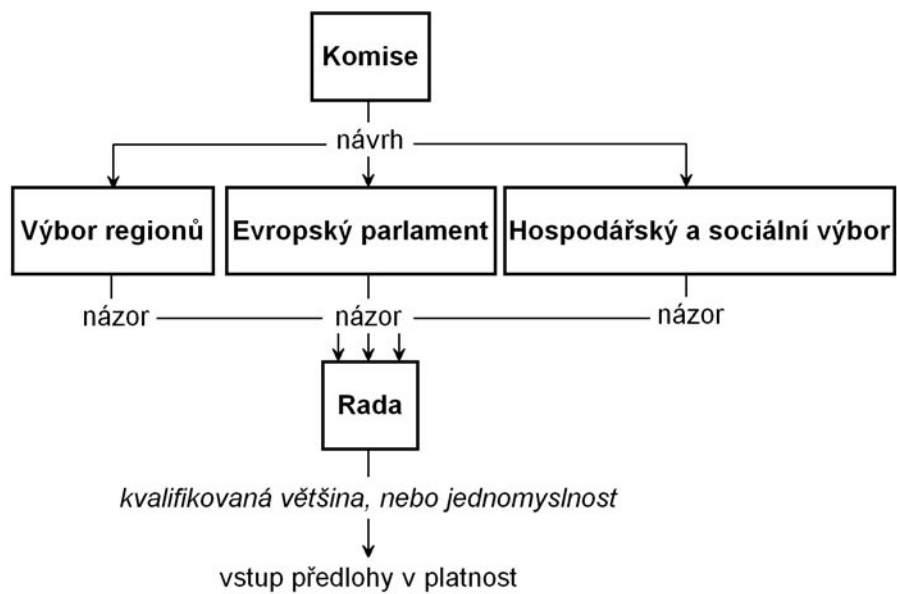 Komise
návrh
Výbor regionů
Evropský parlament
Hospodářský a sociální výbor
názor
názor
názor
Rada
kvalifikovaná většina, nebo jednomyslnost
vstup předlohy v platnost